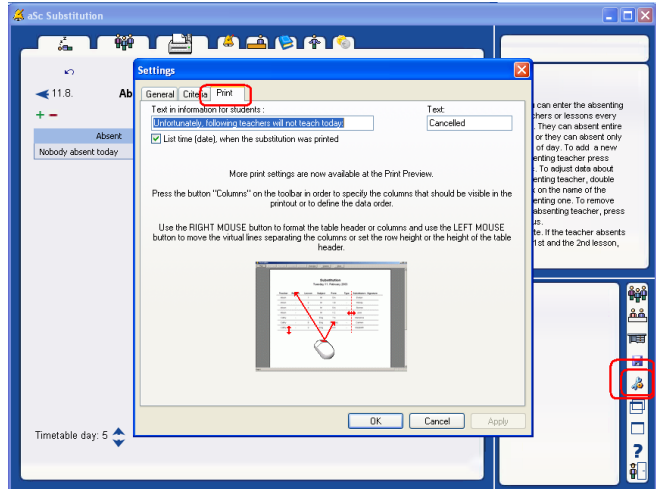 aSc Substitution
11.8.
Ab
Absent
Nobody absent today
Timetable day: 5
Settings
General Criteria Print
Text in information for students :
Text:
Unfortunately, following teachers will not teach today:
Cancelled
List time (date), when the substitution was printed
More print settings are now available at the Print Preview.
Press the button "Columns" on the toolbar in order to specify the columns that should be visible in the
printout or to define the data order.
Use the RIGHT MOUSE button to format the table header or columns and use the LEFT MOUSE
button to move the virtual lines separating the columns or set the row height or the height of the table
header.
Substitution
OK Cancel Apply
can enter the absenting
chers or lessons every
They can absent entire
or they can absent only
of day. To add a new
enting teacher press
To adjust data about
enting teacher, double
on the name of the
enting one. To remove
absenting teacher, press
us.
te. If the teacher absents
1st and the 2nd lesson,